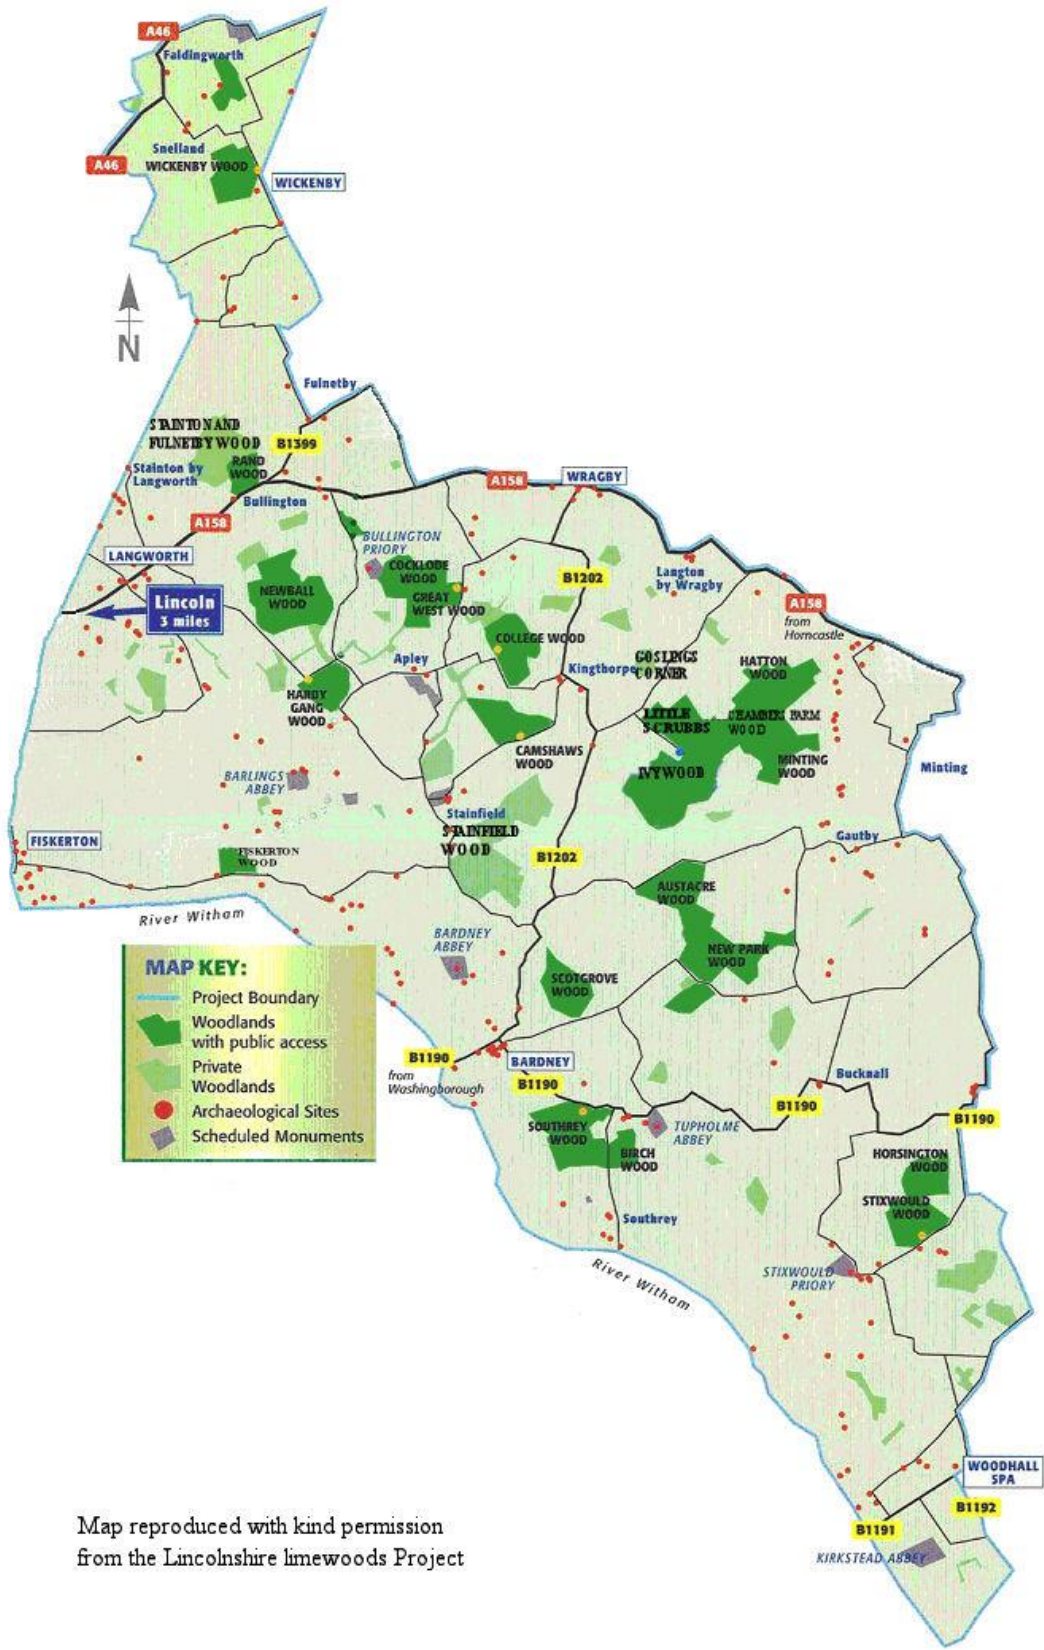 A46
Faldingworth
Snelland
A46
WICKENBY WOOD
WICKENBY
N
Fulnetby
STAINTON AND
FULNETBY WOOD
B1399
RAND
WOOD
Stainton by
Langworth
Bullington
A158
WRAGBY
A158
BULLINGTON
PRIORY
LANGWORTH
COCKLODE
WOOD
B1202
Langton
by Wragby
NEWBALL
WOOD
GREAT
WEST WOOD
Lincoln
3 miles
A158
from
Horncastle
COLLEGE WOOD
Apley
Kingthorpe
GOSLINGS
CORNER
HATTON
WOOD
HARDY
GANG
WOOD
LITTLE
SCRUBBS
CHAMBERS FARM
WOOD
CAMSHAWS
WOOD
IVY WOOD
MINTING
WOOD
Minting
BARLINGS
ABBEY
Stainfield
STAINFIELD
WOOD
Gautby
FISKERTON
FISKERTON
WOOD
B1202
AUSTACRE
WOOD
River Witham
BARDNEY
ABBEY
NEW PARK
WOOD
SCOTGROVE
WOOD
MAP KEY:
Project Boundary
Woodlands
with public access
Private
Woodlands
Archaeological Sites
Scheduled Monuments
B1190
from
Washingborough
BARDNEY
B1190
Bucknall
B1190
B1190
SOUTHREY
WOOD
TUPHOLME
ABBEY
BIRCH
WOOD
HORSINGTON
WOOD
STIXWOULD
WOOD
Southrey
River Witham
STIXWOULD
PRIORY
WOODHALL
SPA
B1192
B1191
KIRKSTEAD ABBEY
Map reproduced with kind permission
from the Lincolnshire limewoods Project